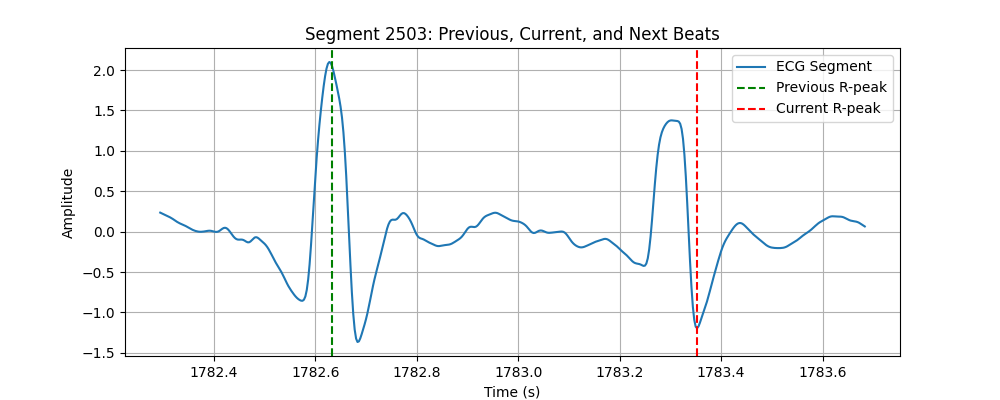 Segment 2503: Previous, Current, and Next Beats
ECG Segment
Previous R-peak
Current R-peak
Amplitude
2.0
1.5
1.0
0.5
0.0
−0.5
−1.0
−1.5
1782.4 1782.6 1782.8 1783.0 1783.2 1783.4 1783.6
Time (s)